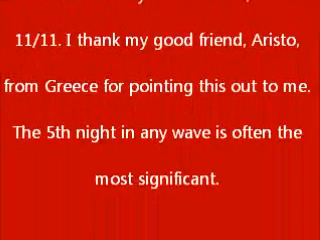 11/11. I thank my good friend, Aristo,
from Greece for pointing this out to me.
The 5th night in any wave is often the
most significant.